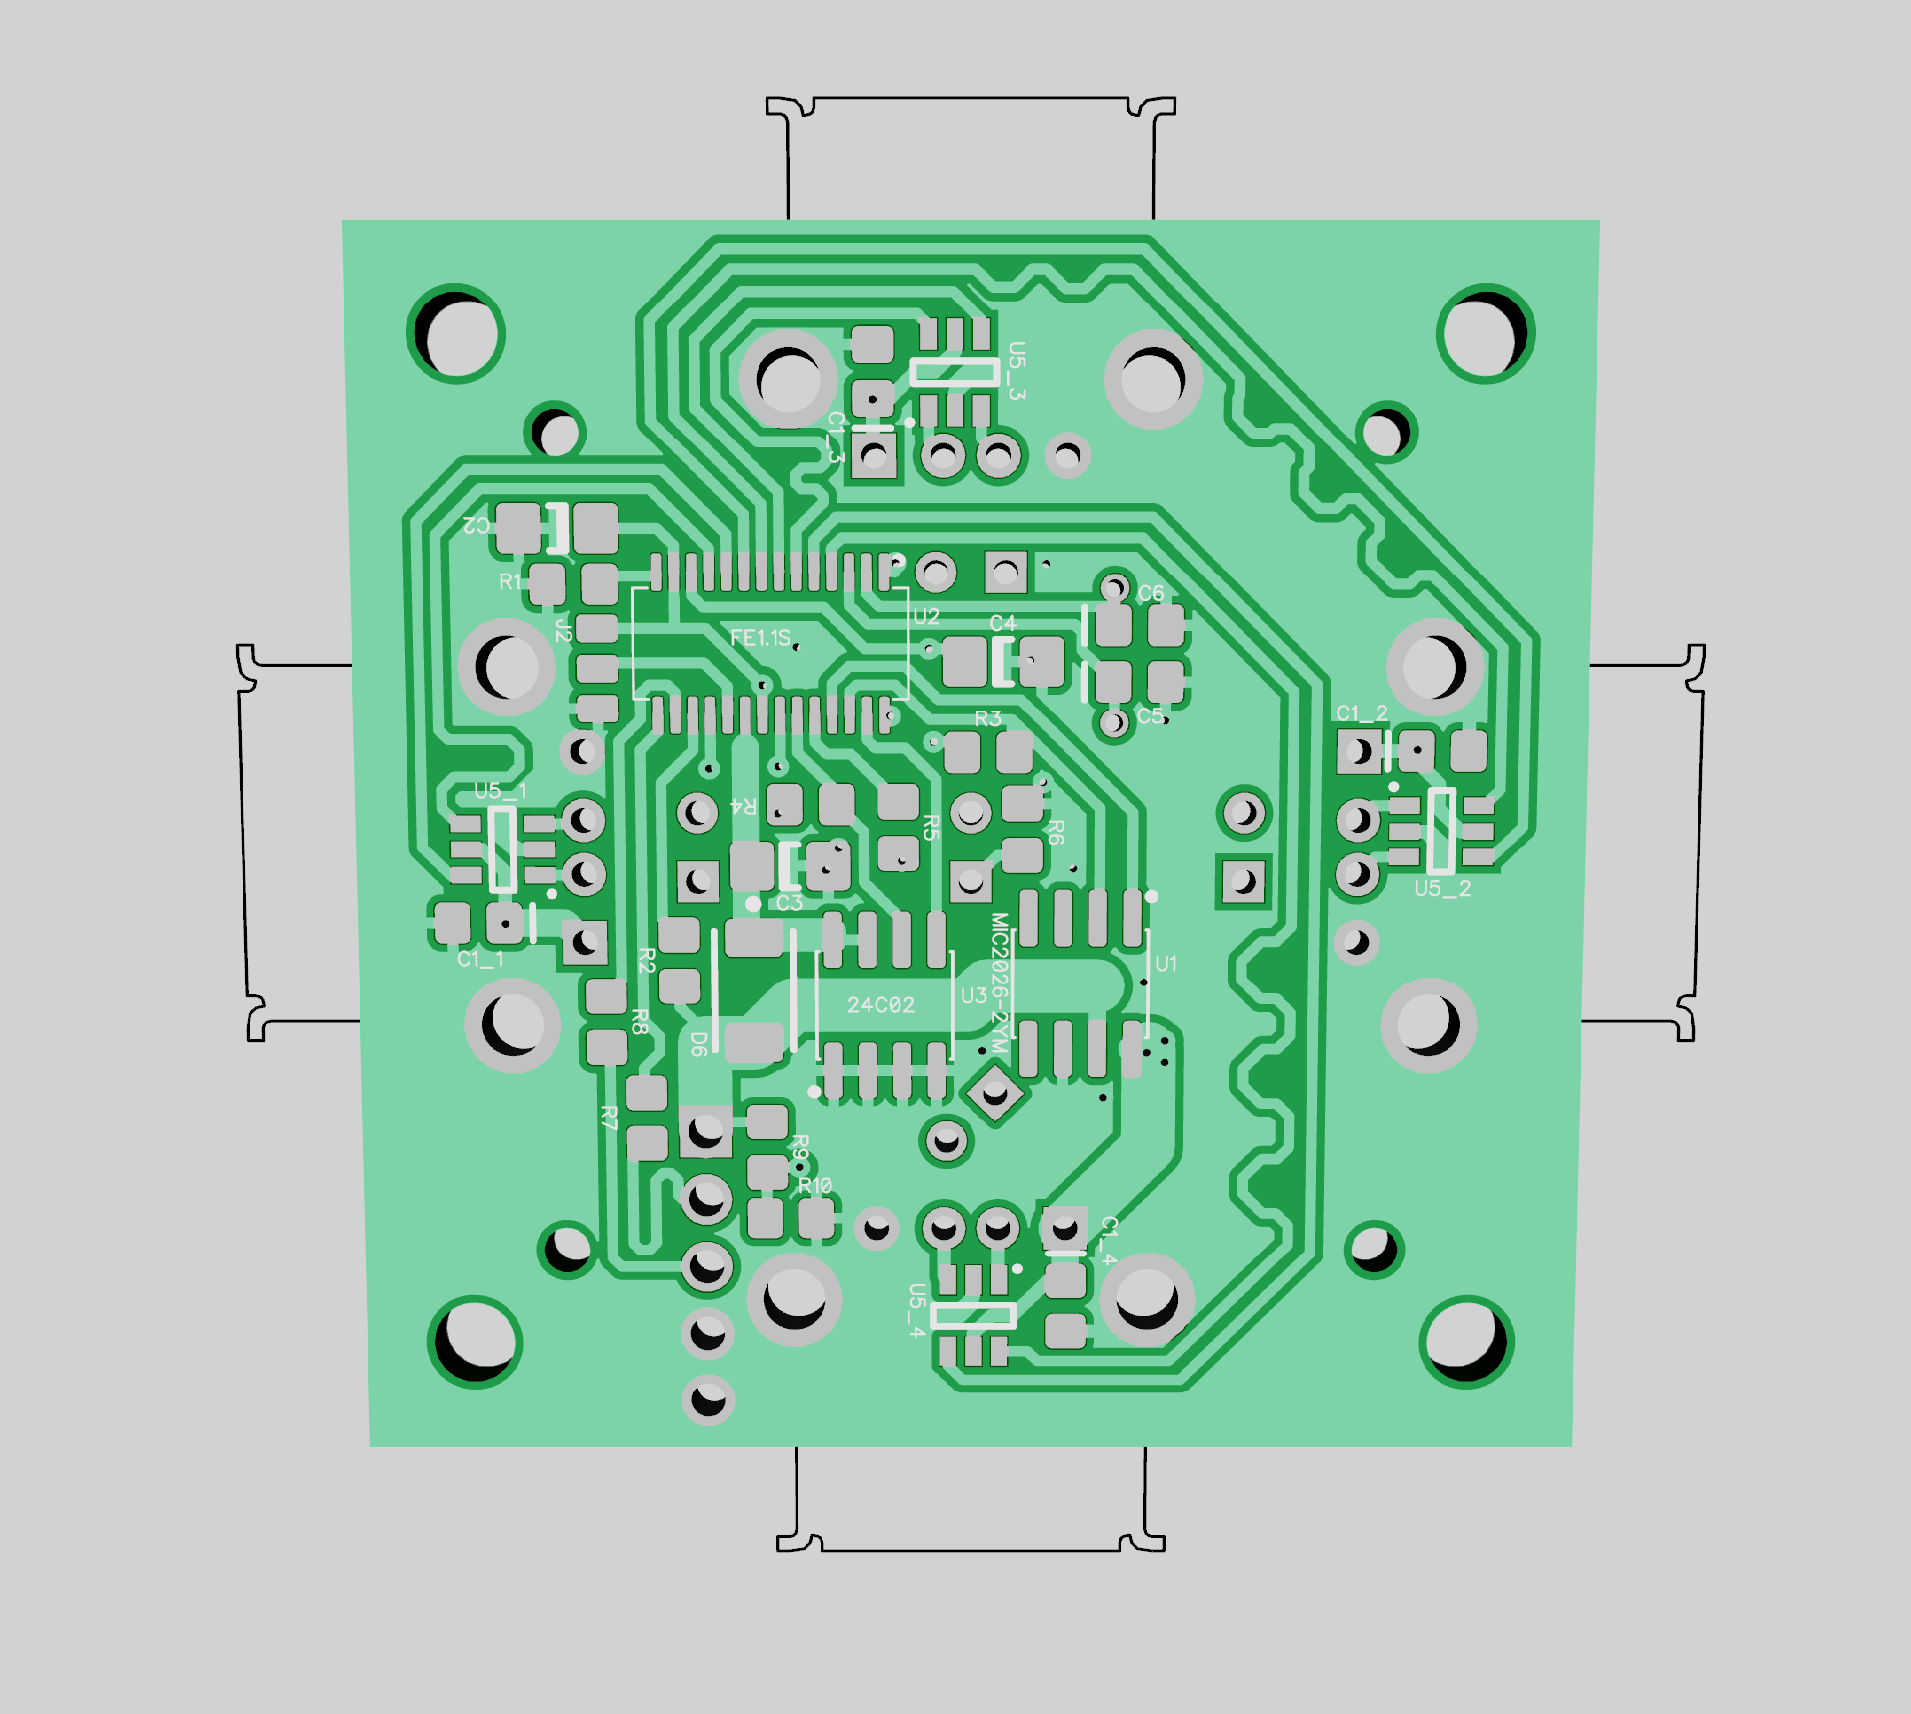 U5_3
C1_3
C2
R1
J2
FE1.1S
U2
C4
C6
C5
R3
C1_2
U5_1
R4
R5
R6
C3
U5_2
C1_1
R2
R8
D6
24C02
U3
MIC2026-2YM
U1
R7
R9
R10
C1_4
U5_4